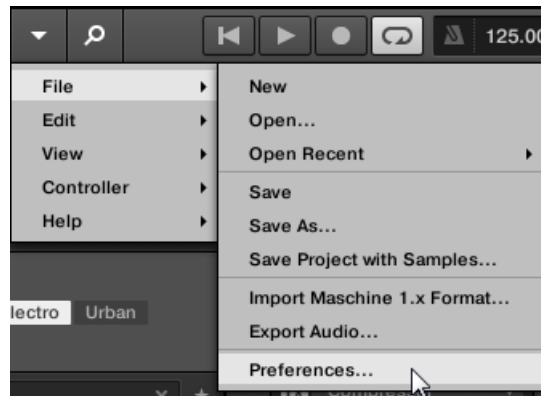 125.00
File
Edit
View
Controller
Help
New
Open...
Open Recent
Save
Save As...
Save Project with Samples...
Import Maschine 1.x Format...
Export Audio...
Preferences...
lectro Urban